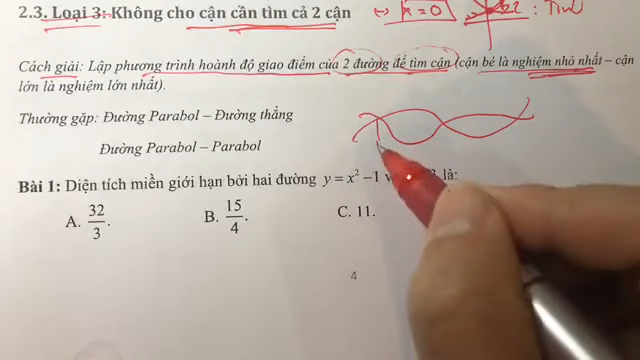 2.3. Loại 3: Không cho cận cần tìm cả 2 cận
k = 0
Cách giải: Lập phương trình hoành độ giao điểm của 2 đường để tìm cận (cận bé là nghiệm nhỏ nhất – cận
lớn là nghiệm lớn nhất).
Thường gặp: Đường Parabol – Đường thẳng
Đường Parabol – Parabol
Bài 1: Diện tích miền giới hạn bởi hai đường y = x² – 1 là:
A. 32/3. B. 15/4. C. 11.
4